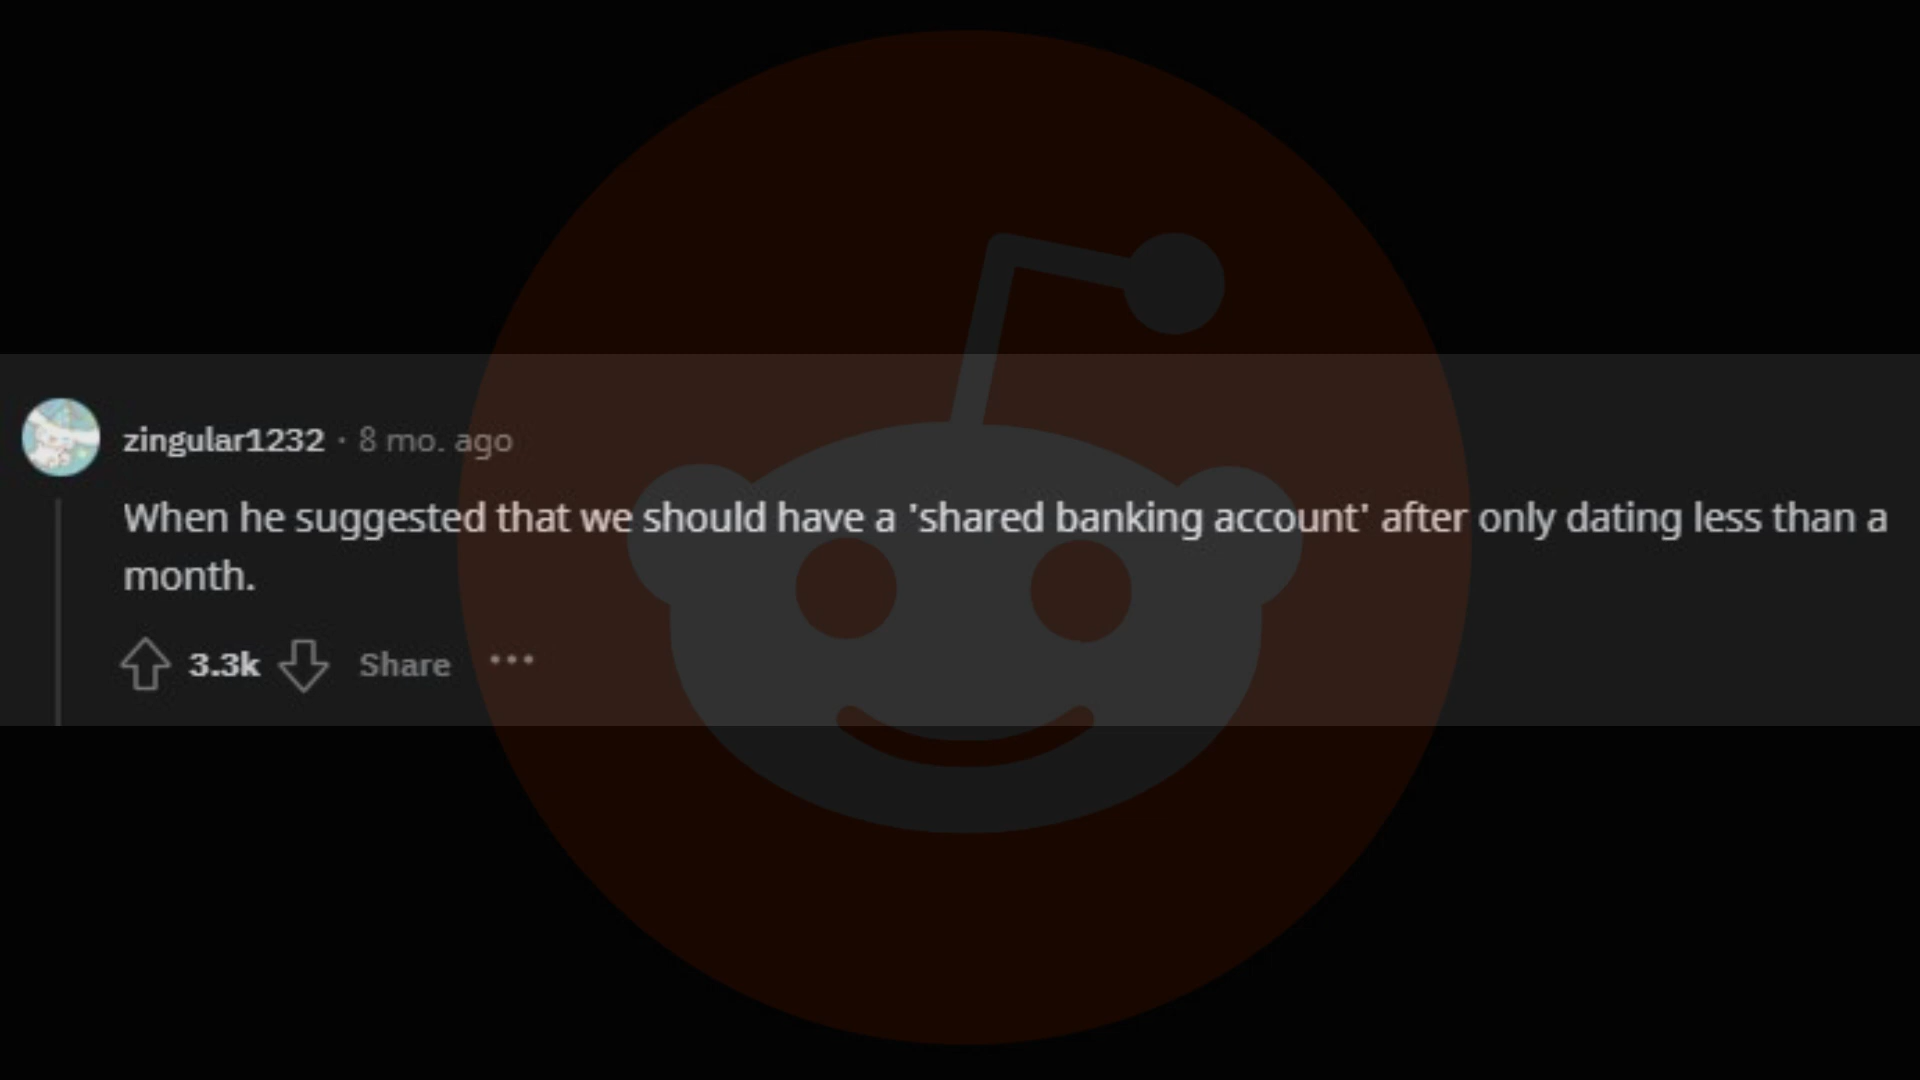 zingular1232 · 8 mo. ago
When he suggested that we should have a 'shared banking account' after only dating less than a
month.
3.3k Share ...